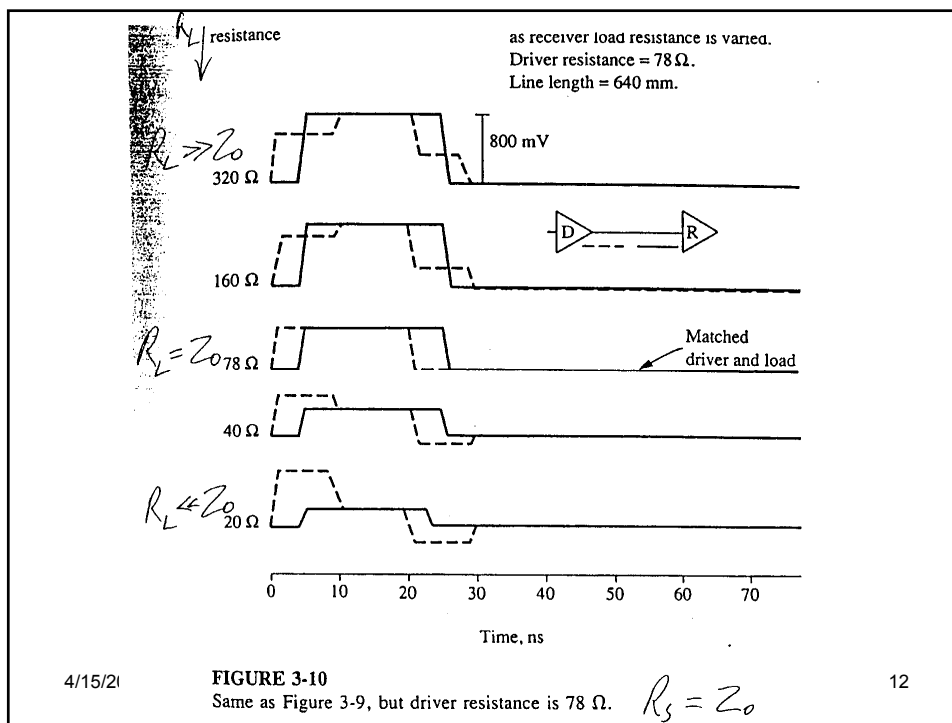 R_L resistance
as receiver load resistance is varied.
Driver resistance = 78 Ω.
Line length = 640 mm.
R_L >> Z_0
320 Ω
800 mV
D R
160 Ω
R_L = Z_0
78 Ω
Matched
driver and load
40 Ω
R_L << Z_0
20 Ω
0 10 20 30 40 50 60 70
Time, ns
4/15/20
FIGURE 3-10
12
Same as Figure 3-9, but driver resistance is 78 Ω.
R_s = Z_0